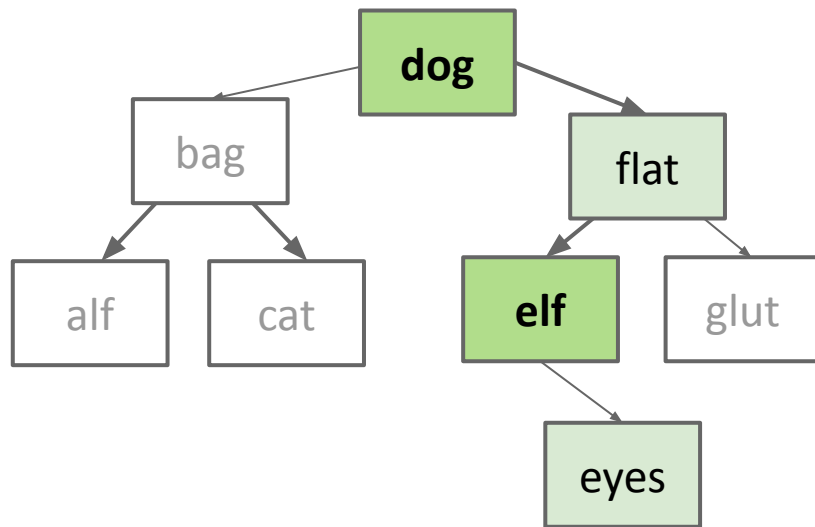 dog
bag
flat
alf
cat
elf
glut
eyes